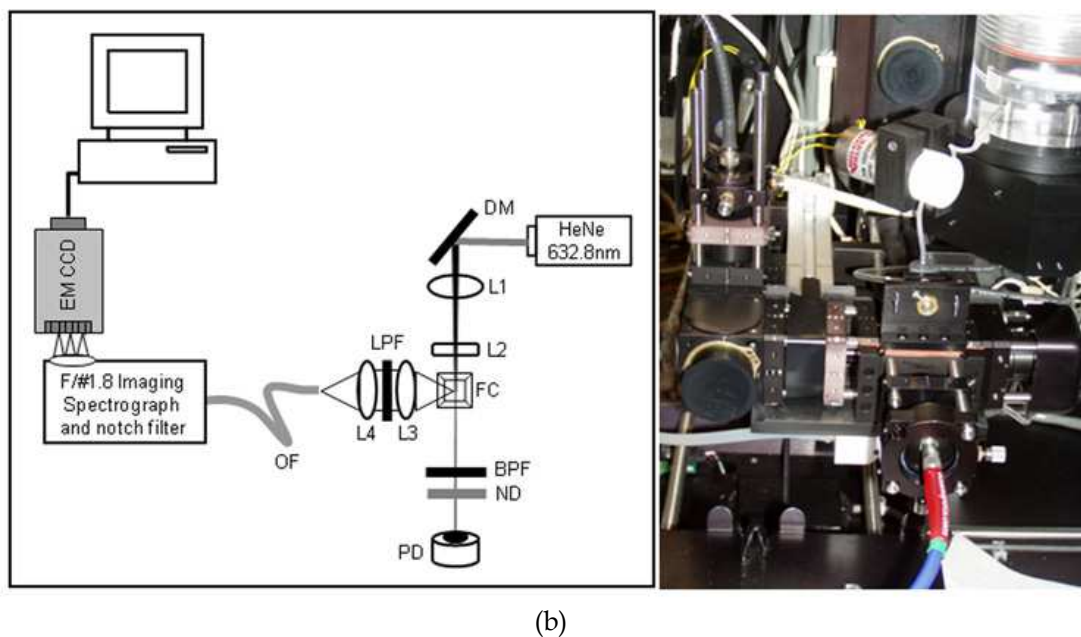 DM
HeNe
632.8nm
L1
EM CCD
LPF
L2
FC
F/#1.8 Imaging
Spectrograph
and notch filter
L4
L3
OF
BPF
ND
PD
(b)